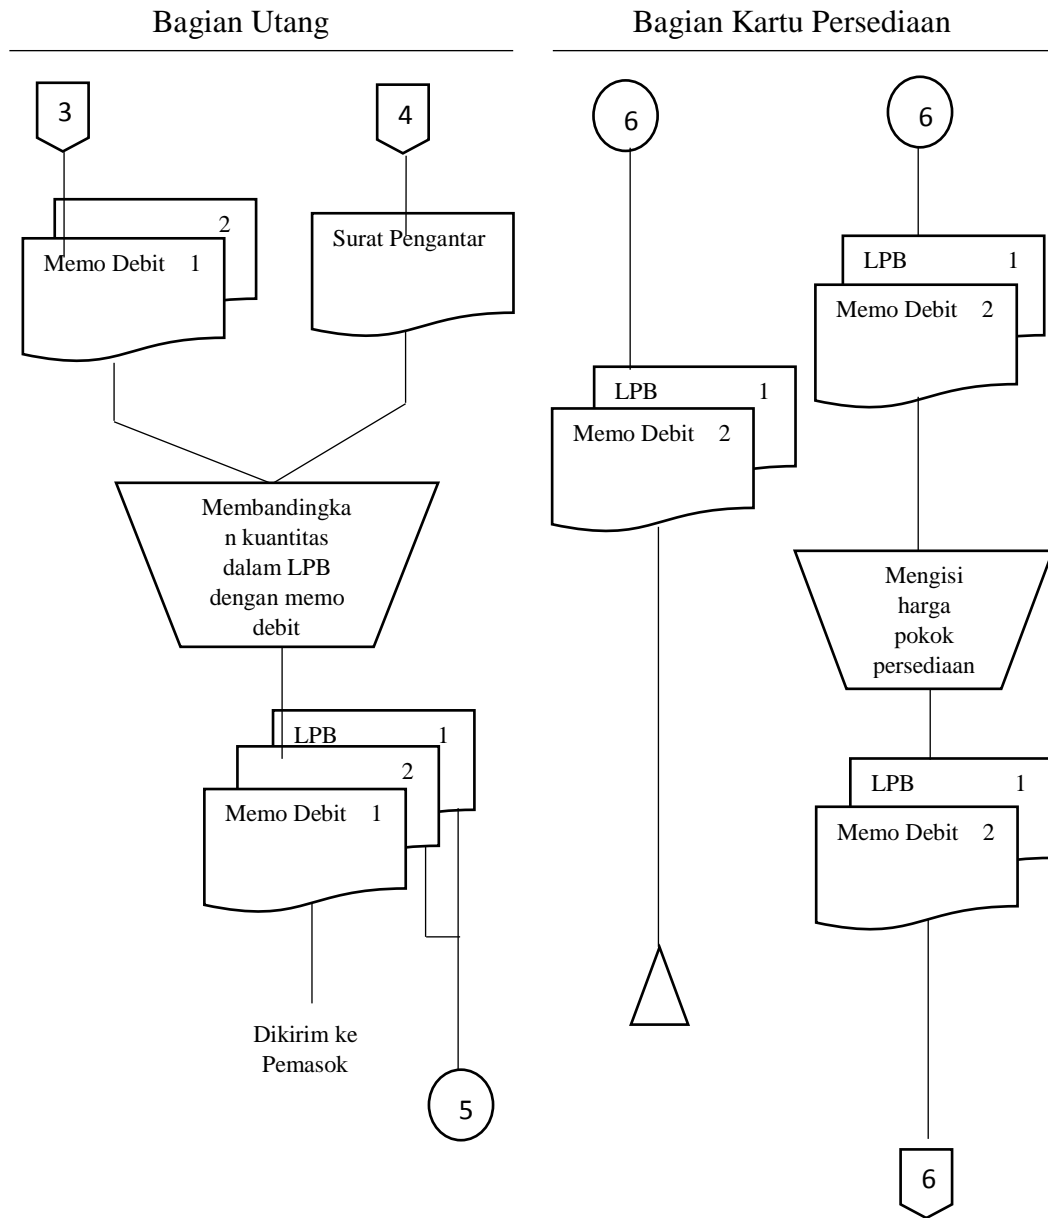 Bagian Utang
3
4
2
Memo Debit 1
Surat Pengantar
Membandingka
n kuantitas
dalam LPB
dengan memo
debit
LPB 1
2
Memo Debit 1
Dikirim ke
Pemasok
5
Bagian Kartu Persediaan
6
LPB 1
Memo Debit 2
6
LPB 1
Memo Debit 2
Mengisi
harga
pokok
persediaan
LPB 1
Memo Debit 2
6